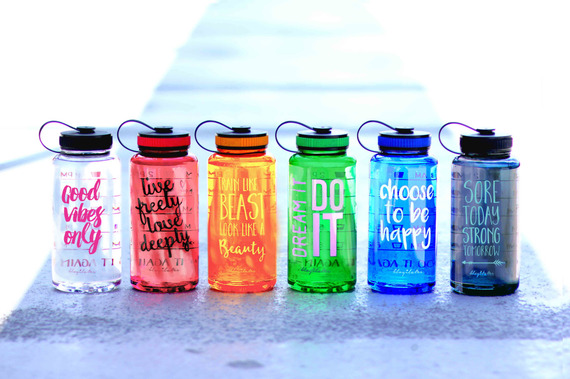 Good
vibes
only
live
freely
love
deeply
TRAIN LIKE A
BEAST
LOOK LIKE A
Beauty
DREAM IT
DO
IT
choose
to be
happy
SORE
TODAY
STRONG
TOMORROW